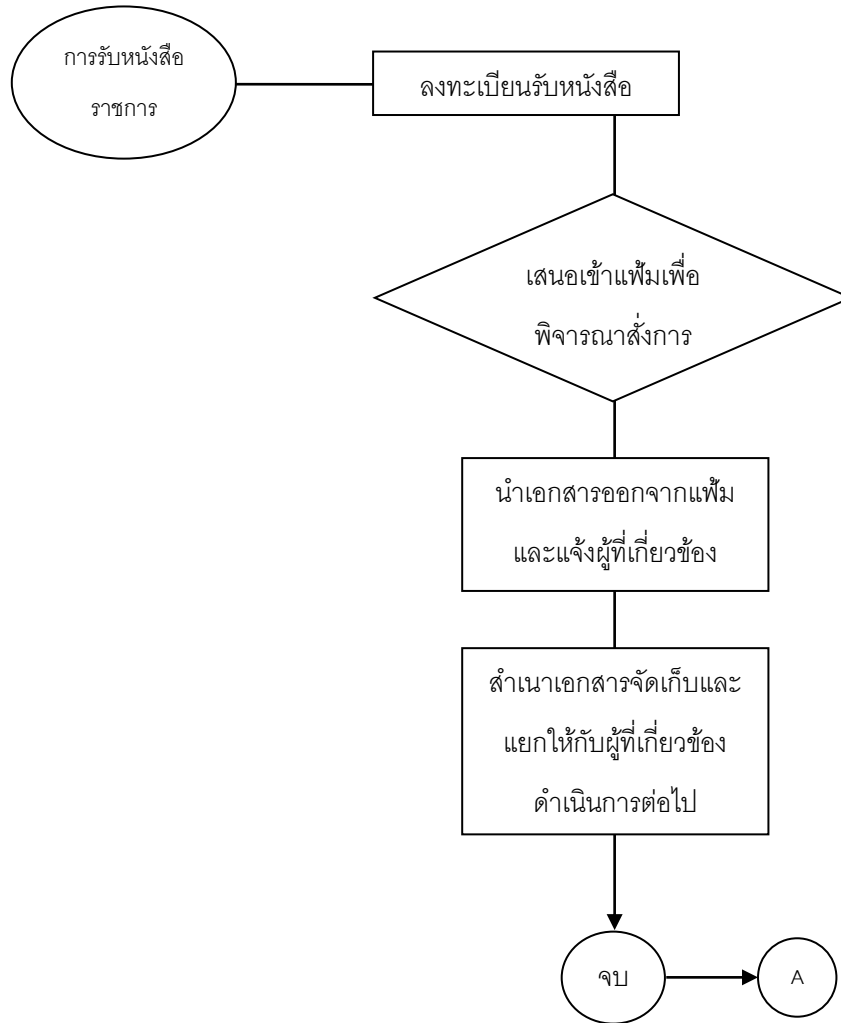 การรับหนังสือ
ราชการ
ลงทะเบียนรับหนังสือ
เสนอเข้าแฟ้มเพื่อ
พิจารณาสั่งการ
นำเอกสารออกจากแฟ้ม
และแจ้งผู้ที่เกี่ยวข้อง
สำเนาเอกสารจัดเก็บและ
แยกให้กับผู้ที่เกี่ยวข้อง
ดำเนินการต่อไป
จบ
A